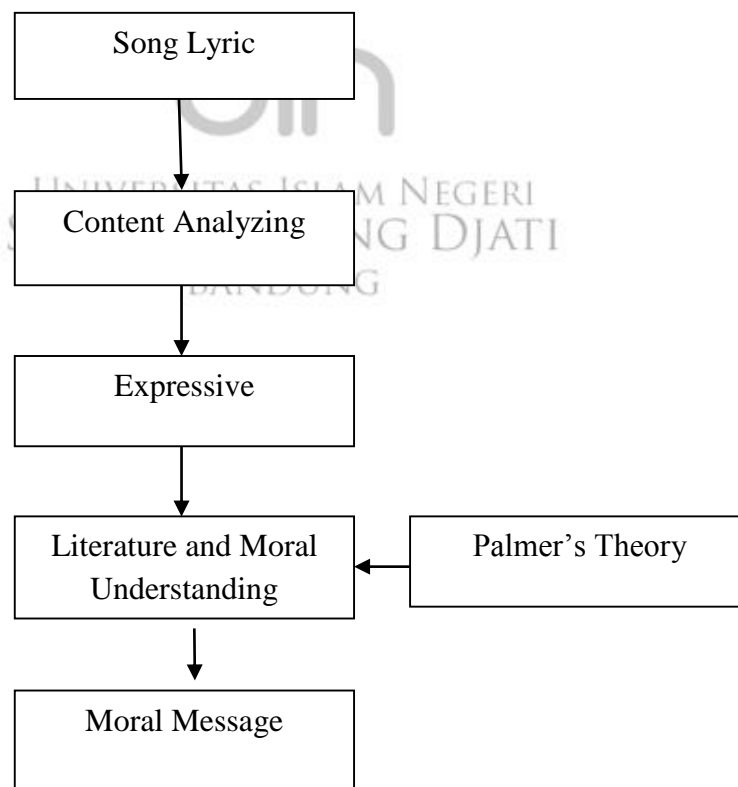 Song Lyric
uin
UNIVERSITAS ISLAM NEGERI
Content Analyzing
NG DJATI
BANDUNG
Expressive
Literature and Moral
Understanding
Palmer’s Theory
Moral Message